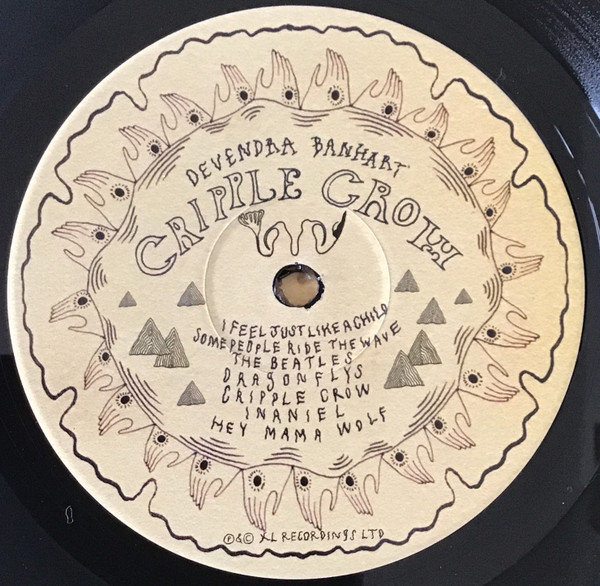 DEVENDRA BANHART
CRIPPLE CROW
I FEEL JUST LIKE A CHILD
SOME PEOPLE RIDE THE WAVE
THE BEATLES
DRAGONFLYS
CRIPPLE CROW
INANIEL
HEY MAMA WOLF
℗&© XL RECORDINGS LTD